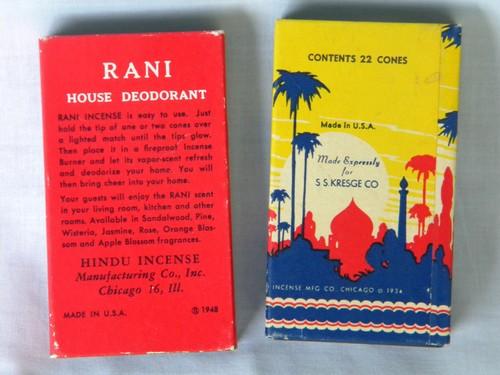 RANI
HOUSE DEODORANT
RANI INCENSE is easy to use. Just
hold the tip of one or two cones over
a lighted match until the tips glow.
Then place it in a fireproof Incense
Burner and let its vapor-scent refresh
and deodorize your home. You will
then bring cheer into your home.
Your guests will enjoy the RANI scent
in your living room, kitchen and other
rooms. Available in Sandalwood, Pine,
Wisteria, Jasmine, Rose, Orange Blos-
som and Apple Blossom fragrances.
HINDU INCENSE
Manufacturing Co., Inc.
Chicago 16, Ill.
MADE IN U.S.A.
© 1948
CONTENTS 22 CONES
Made in U.S.A.
Made Expressly
for
S S. KRESGE CO
INCENSE MFG CO. CHICAGO © 1934